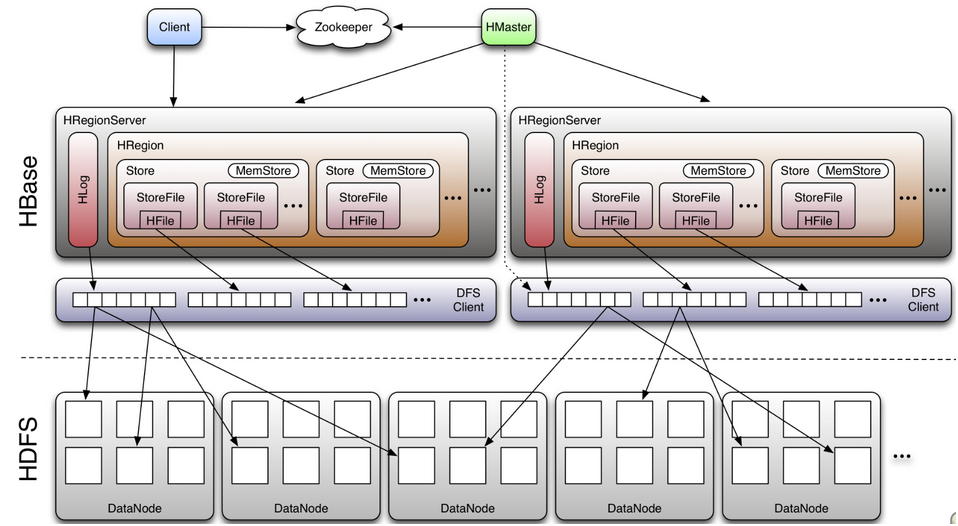 Client
Zookeeper
HMaster
HBase
HRegionServer
HLog
HRegion
Store
MemStore
StoreFile
HFile
StoreFile
HFile
...
Store
MemStore
StoreFile
HFile
...
...
HRegionServer
HLog
HRegion
Store
MemStore
StoreFile
HFile
StoreFile
HFile
...
Store
MemStore
StoreFile
HFile
...
...
...
DFS
Client
...
DFS
Client
HDFS
DataNode
DataNode
DataNode
DataNode
DataNode
...